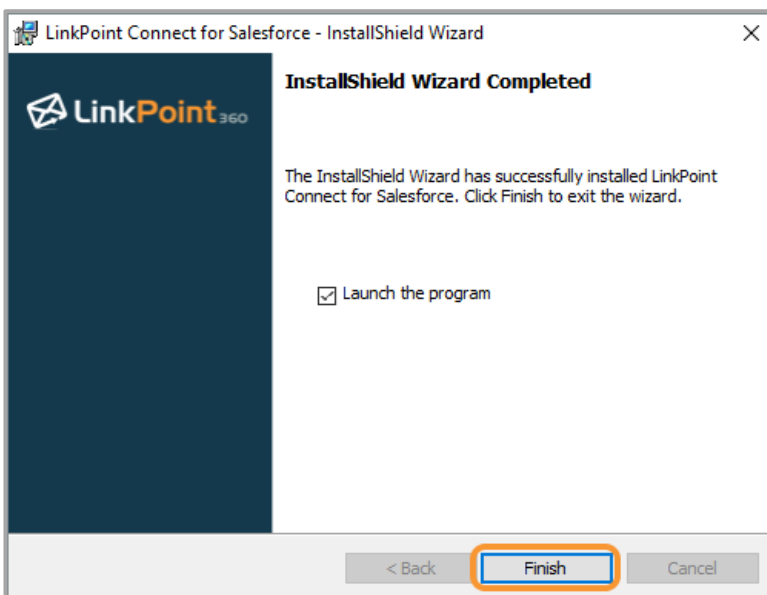 LinkPoint Connect for Salesforce - InstallShield Wizard
LinkPoint360
InstallShield Wizard Completed
The InstallShield Wizard has successfully installed LinkPoint
Connect for Salesforce. Click Finish to exit the wizard.
Launch the program
< Back Finish Cancel